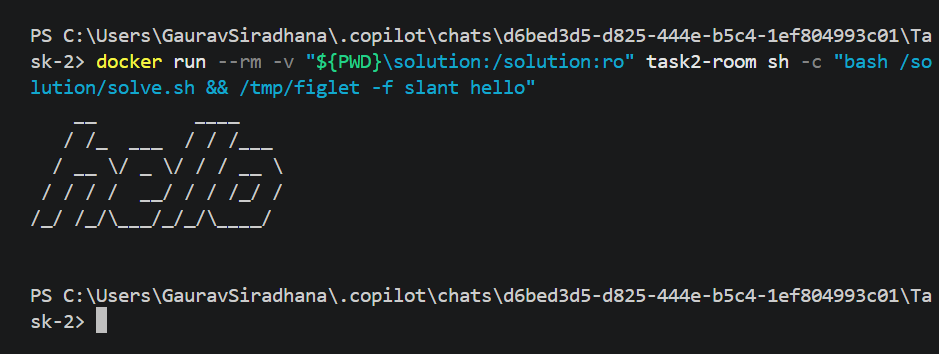 PS C:\Users\GauravSiradhana\.copilot\chats\d6bed3d5-d825-444e-b5c4-1ef804993c01\Ta
sk-2> docker run --rm -v "${PWD}\solution:/solution:ro" task2-room sh -c "bash /so
lution/solve.sh && /tmp/figlet -f slant hello"
    __         ____
   / /_  ___  / / /___
  / __ \/ _ \/ / / __ \
 / / / /  __/ / / /_/ /
/_/ /_/\___/_/_/\____/
PS C:\Users\GauravSiradhana\.copilot\chats\d6bed3d5-d825-444e-b5c4-1ef804993c01\Ta
sk-2>